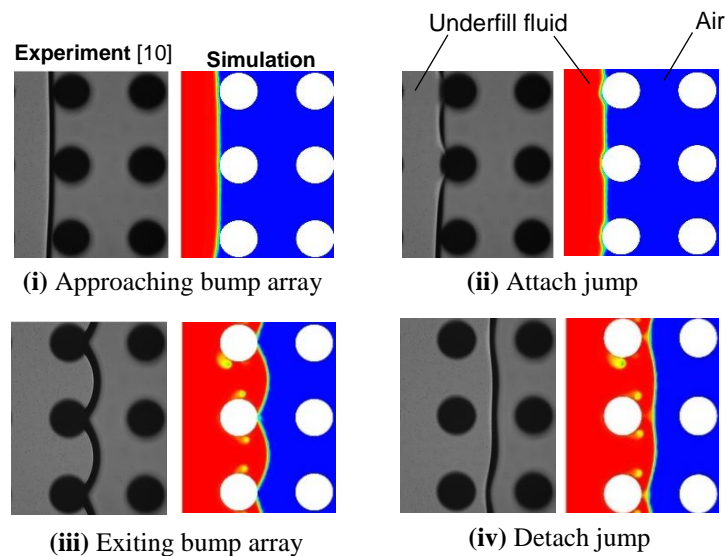 Underfill fluid
Air
Experiment [10]
Simulation
(i) Approaching bump array
(ii) Attach jump
(iii) Exiting bump array
(iv) Detach jump